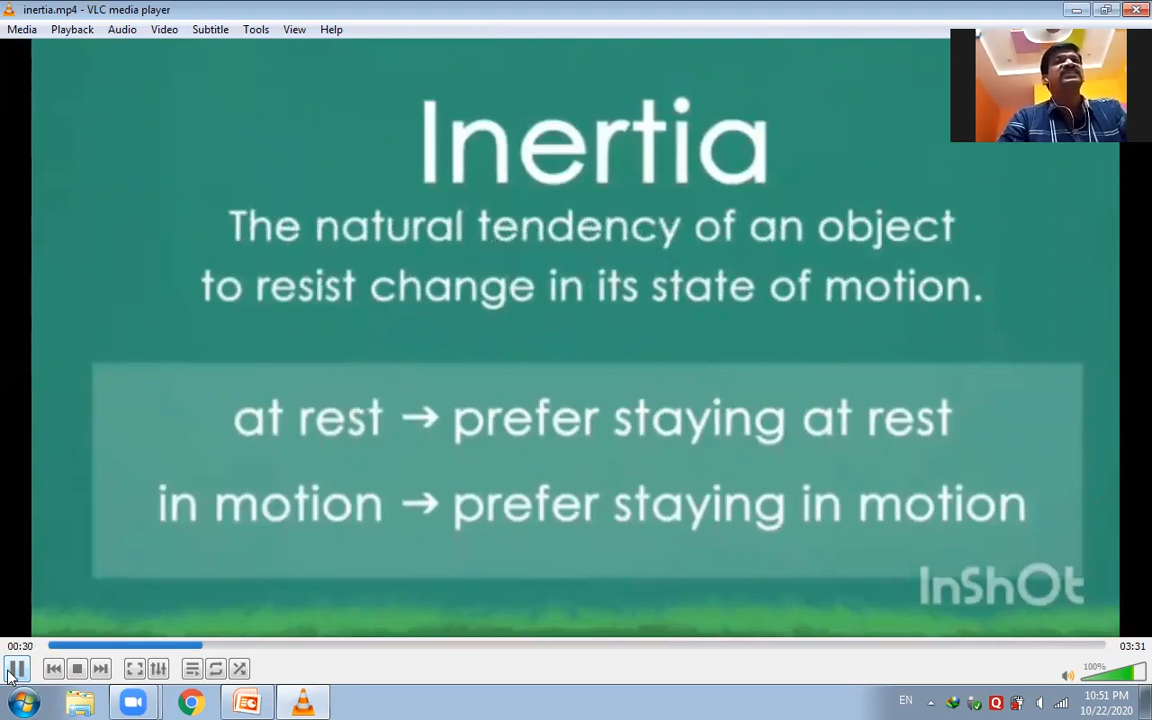 inertia.mp4 - VLC media player
Media Playback Audio Video Subtitle Tools View Help
Inertia
The natural tendency of an object
to resist change in its state of motion.
at rest → prefer staying at rest
in motion → prefer staying in motion
InShOt
00:30
03:31
100%
EN
10:51 PM
10/22/2020